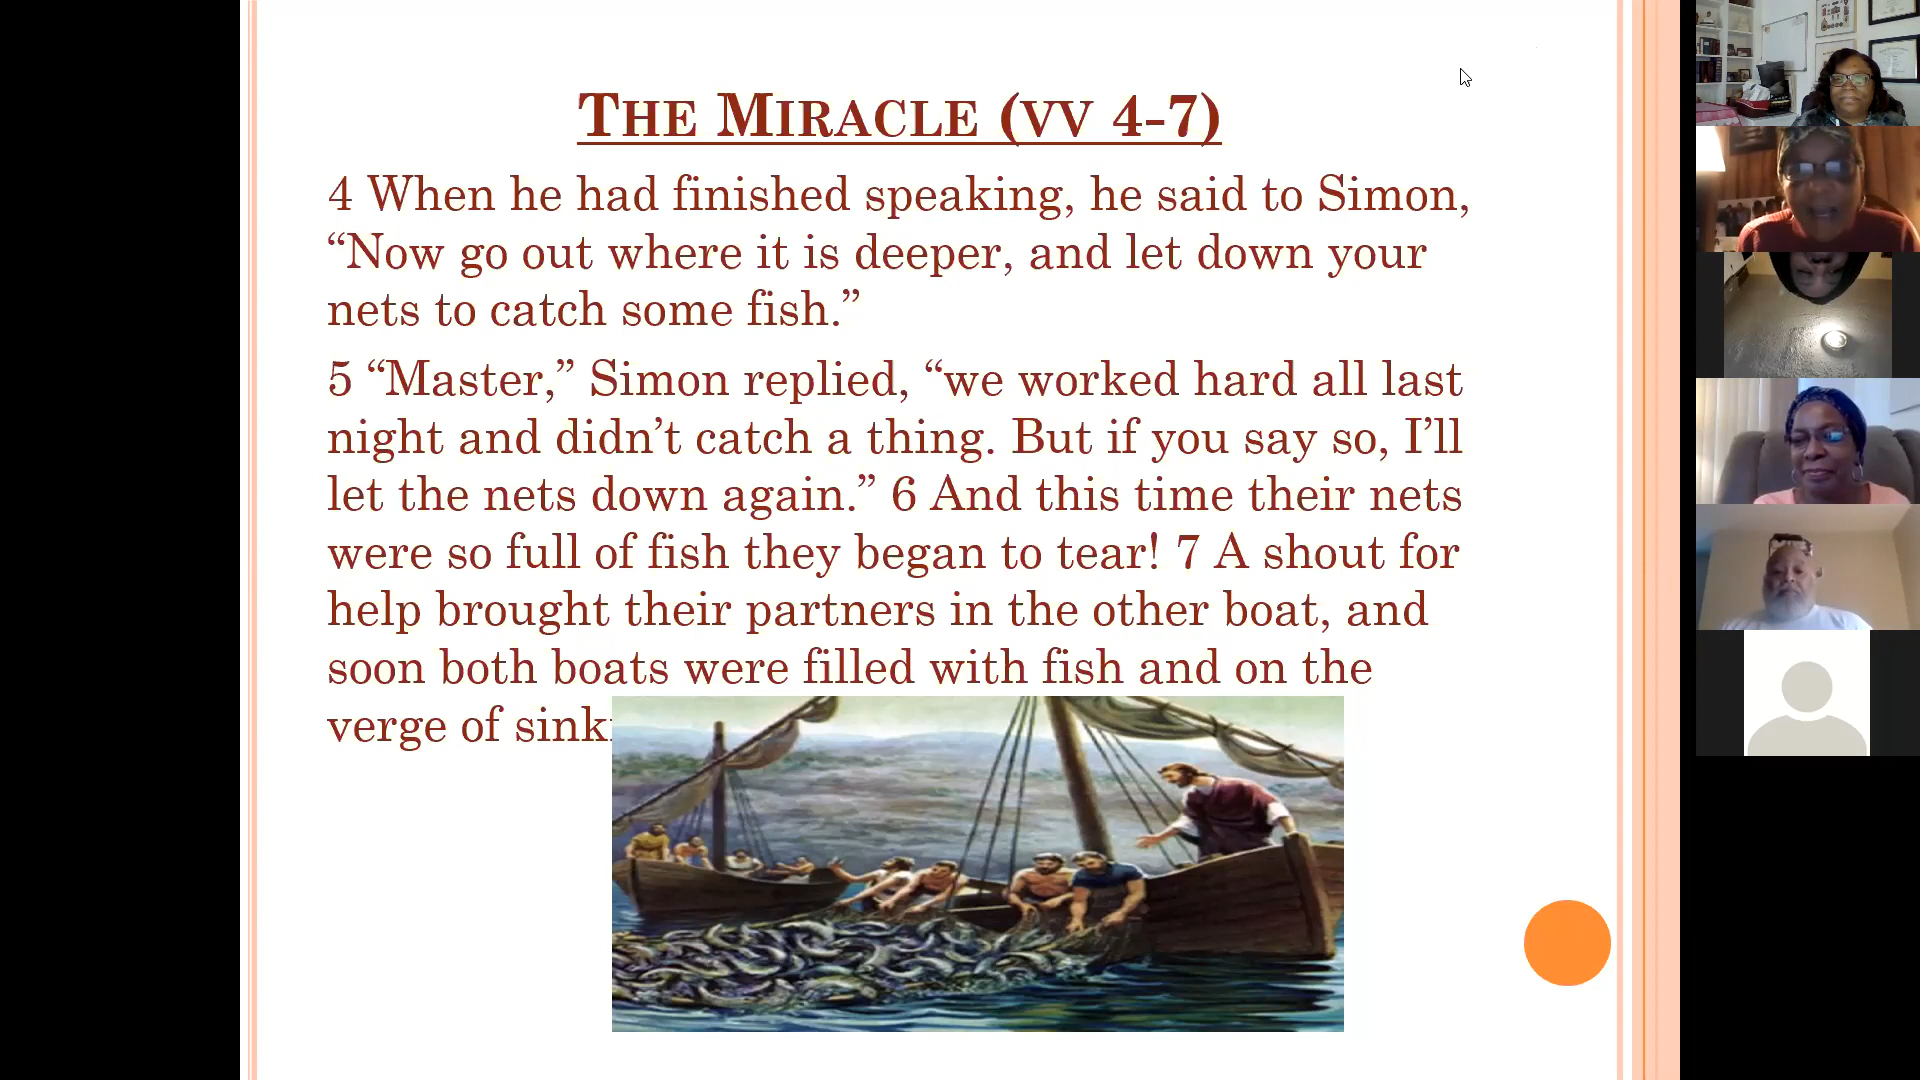 THE MIRACLE (VV 4-7)
4 When he had finished speaking, he said to Simon,
“Now go out where it is deeper, and let down your
nets to catch some fish.”
5 “Master,” Simon replied, “we worked hard all last
night and didn’t catch a thing. But if you say so, I’ll
let the nets down again.” 6 And this time their nets
were so full of fish they began to tear! 7 A shout for
help brought their partners in the other boat, and
soon both boats were filled with fish and on the
verge of